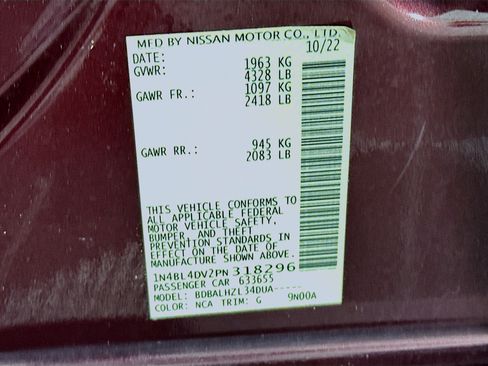 MFD BY NISSAN MOTOR CO., LTD.
DATE: 10/22
GVWR: 1963 KG
4328 LB
GAWR FR.: 1097 KG
2418 LB
GAWR RR.: 945 KG
2083 LB
THIS VEHICLE CONFORMS TO
ALL APPLICABLE FEDERAL
MOTOR VEHICLE SAFETY,
BUMPER, AND THEFT
PREVENTION STANDARDS IN
EFFECT ON THE DATE OF
MANUFACTURE SHOWN ABOVE.
1N4BL4DV2PN318296
PASSENGER CAR 633655
MODEL: BDBALHZL34DUA-----
COLOR: NCA TRIM: G 9N00A